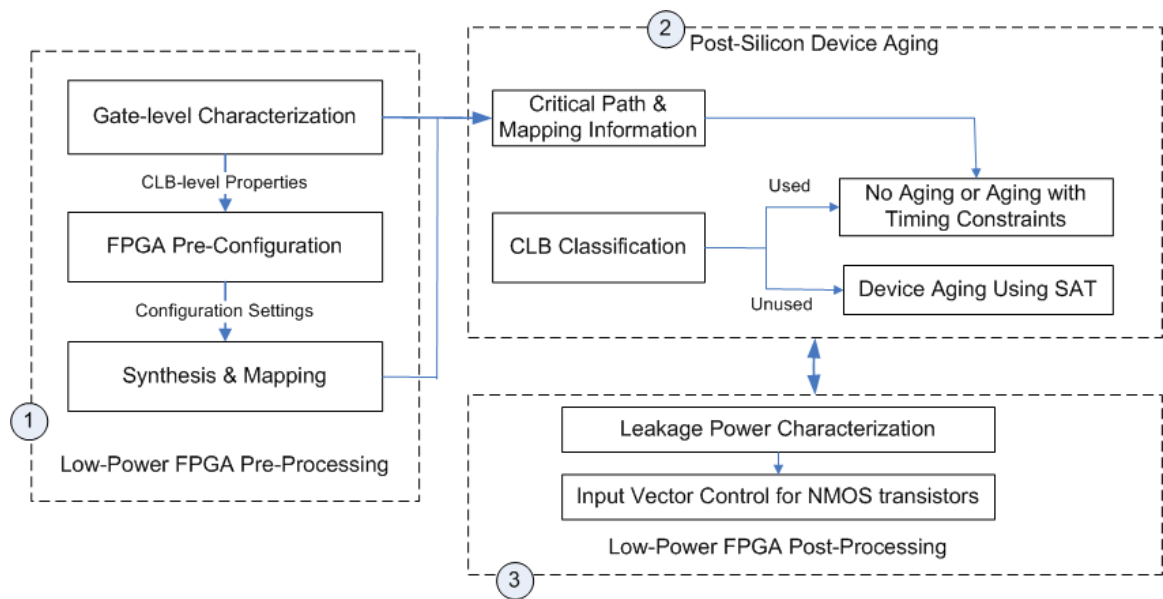 1
Gate-level Characterization
CLB-level Properties
FPGA Pre-Configuration
Configuration Settings
Synthesis & Mapping
Low-Power FPGA Pre-Processing
2
Post-Silicon Device Aging
Critical Path &
Mapping Information
CLB Classification
Used
No Aging or Aging with
Timing Constraints
Unused
Device Aging Using SAT
Leakage Power Characterization
Input Vector Control for NMOS transistors
Low-Power FPGA Post-Processing
3